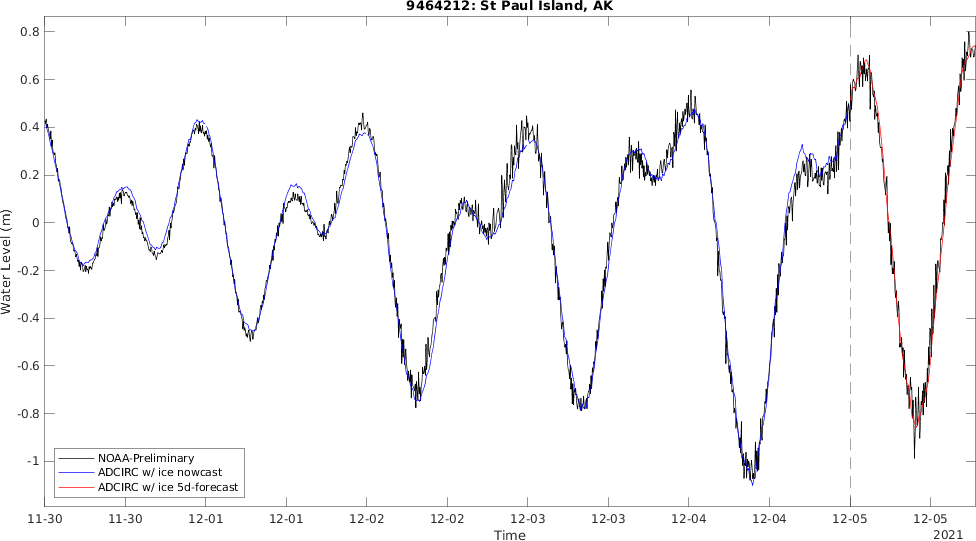 9464212: St Paul Island, AK
Water Level (m)
0.8
0.6
0.4
0.2
0
-0.2
-0.4
-0.6
-0.8
-1
NOAA-Preliminary
ADCIRC w/ ice nowcast
ADCIRC w/ ice 5d-forecast
11-30 11-30 12-01 12-01 12-02 12-02 12-03 12-03 12-04 12-04 12-05 12-05
Time
2021